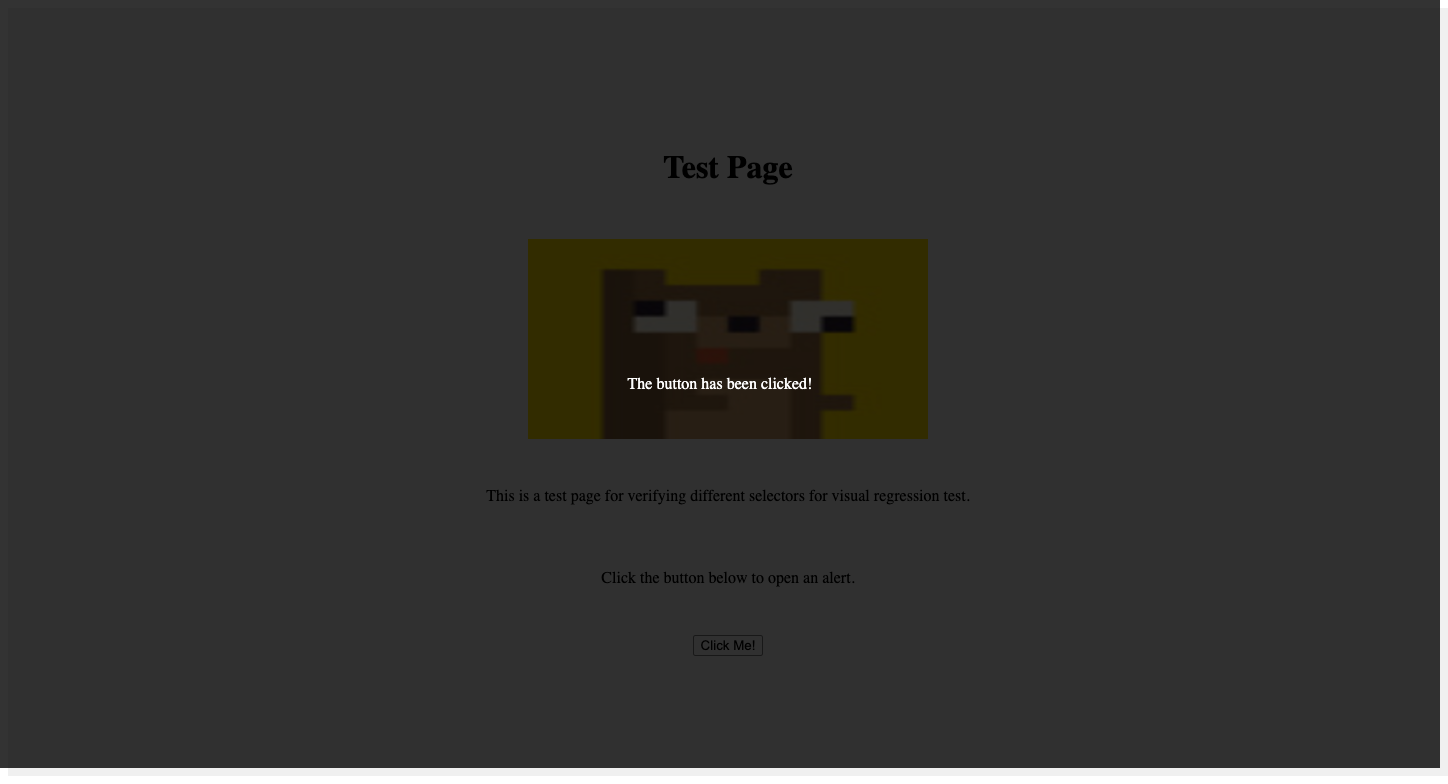 Test Page
The button has been clicked!
This is a test page for verifying different selectors for visual regression test.
Click the button below to open an alert.
Click Me!